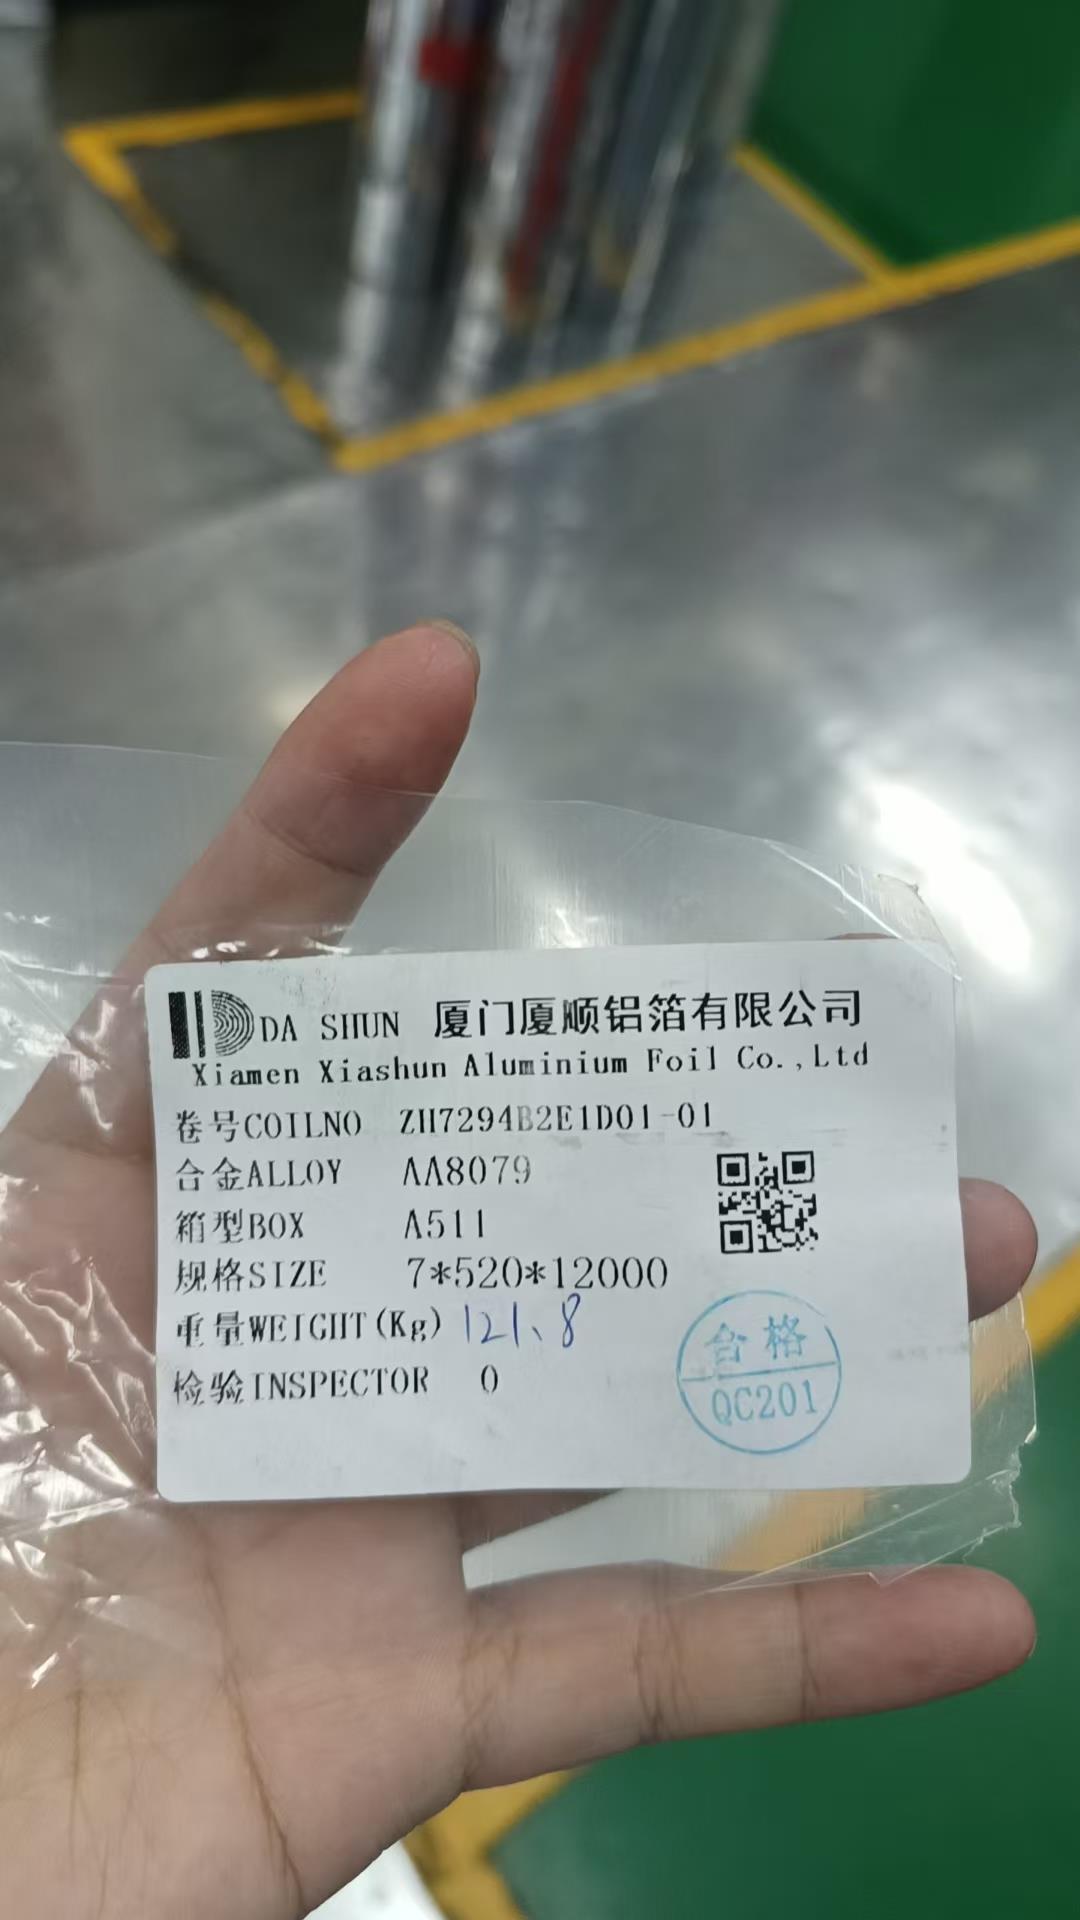 DA SHUN 厦门厦顺铝箔有限公司
Xiamen Xiashun Aluminium Foil Co.,Ltd
卷号COILNO ZH7294B2E1D01-01
合金ALLOY AA8079
箱型BOX A511
规格SIZE 7*520*12000
重量WEIGHT(Kg) 121.8
检验INSPECTOR 0
合格
QC201